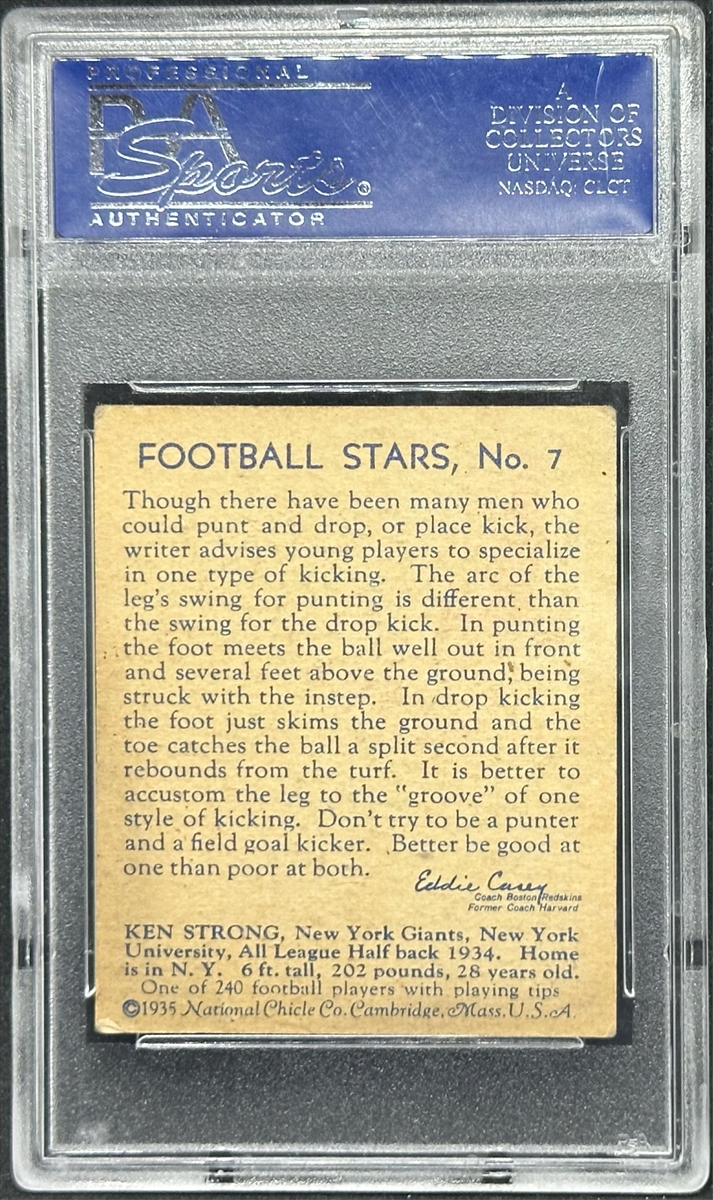 PROFESSIONAL
PSA
Sports®
AUTHENTICATOR
A
DIVISION OF
COLLECTORS
UNIVERSE
NASDAQ: CLCT
FOOTBALL STARS, No. 7
Though there have been many men who
could punt and drop, or place kick, the
writer advises young players to specialize
in one type of kicking. The arc of the
leg's swing for punting is different than
the swing for the drop kick. In punting
the foot meets the ball well out in front
and several feet above the ground, being
struck with the instep. In drop kicking
the foot just skims the ground and the
toe catches the ball a split second after it
rebounds from the turf. It is better to
accustom the leg to the "groove" of one
style of kicking. Don't try to be a punter
and a field goal kicker. Better be good at
one than poor at both.
Eddie Casey
Coach Boston Redskins
Former Coach Harvard
KEN STRONG, New York Giants, New York
University, All League Half back 1934. Home
is in N. Y. 6 ft. tall, 202 pounds, 28 years old.
One of 240 football players with playing tips
©1935 National Chicle Co. Cambridge, Mass. U. S. A.
PSA